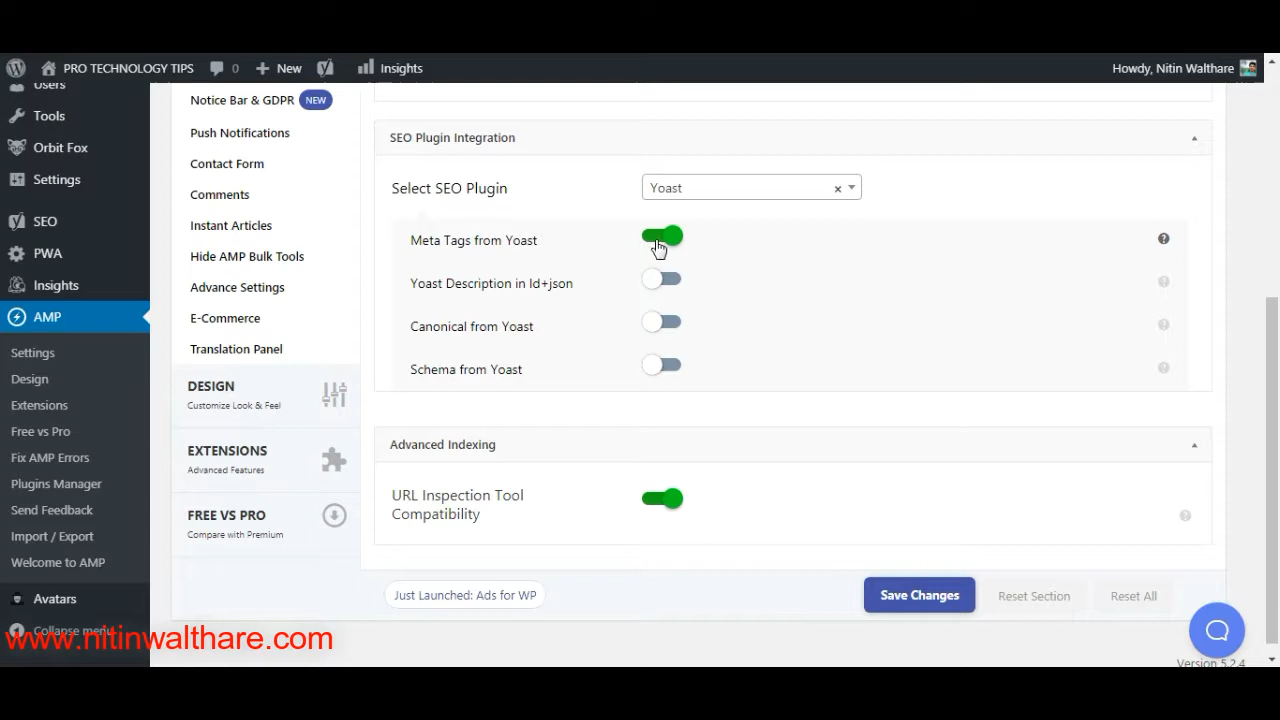 PRO TECHNOLOGY TIPS 0 New Insights Howdy, Nitin Walthare
Users
Tools
Orbit Fox
Settings
SEO
PWA
Insights
AMP
Settings
Design
Extensions
Free vs Pro
Fix AMP Errors
Plugins Manager
Send Feedback
Import / Export
Welcome to AMP
Avatars
Collapse menu
www.nitinwalthare.com
Notice Bar & GDPR NEW
Push Notifications
Contact Form
Comments
Instant Articles
Hide AMP Bulk Tools
Advance Settings
E-Commerce
Translation Panel
DESIGN
Customize Look & Feel
EXTENSIONS
Advanced Features
FREE VS PRO
Compare with Premium
SEO Plugin Integration
Select SEO Plugin Yoast ×
Meta Tags from Yoast ?
Yoast Description in ld+json ?
Canonical from Yoast ?
Schema from Yoast ?
Advanced Indexing
URL Inspection Tool
Compatibility ?
Just Launched: Ads for WP Save Changes Reset Section Reset All
Version 5.2.4